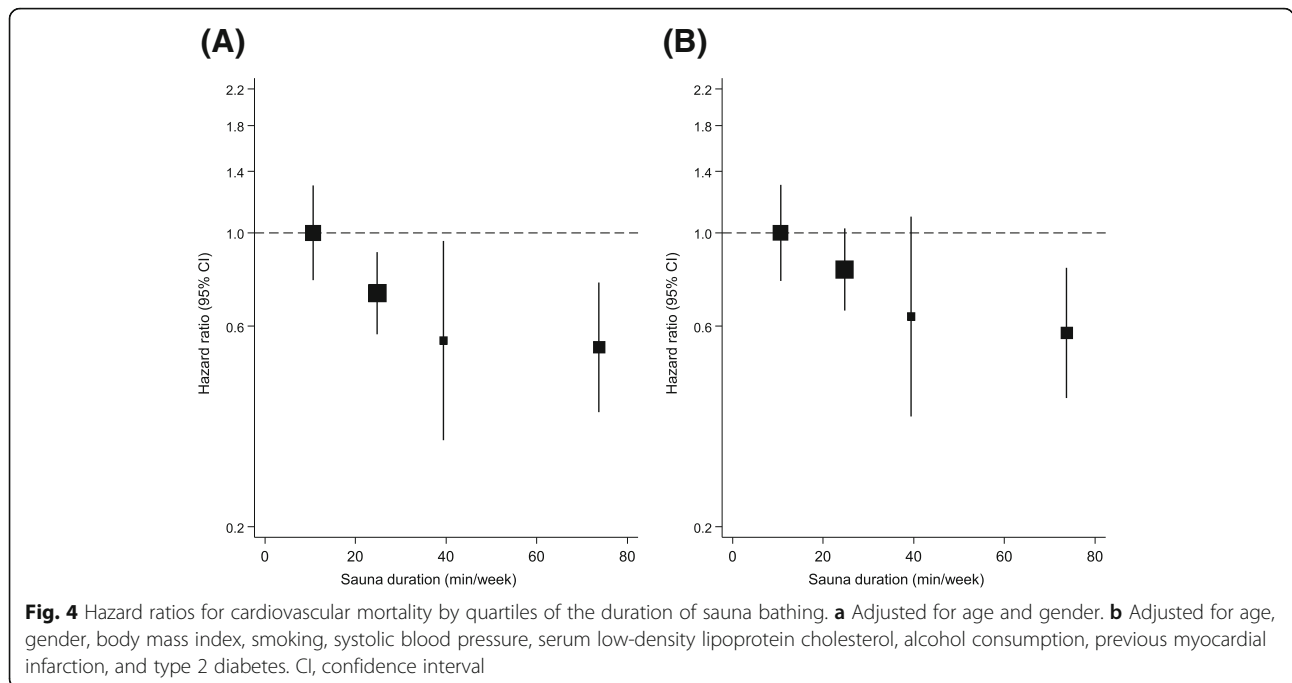 (A)
2.2
1.8
1.4
1.0
0.6
0.2
Hazard ratio (95% CI)
0 20 40 60 80
Sauna duration (min/week)
(B)
2.2
1.8
1.4
1.0
0.6
0.2
Hazard ratio (95% CI)
0 20 40 60 80
Sauna duration (min/week)
Fig. 4 Hazard ratios for cardiovascular mortality by quartiles of the duration of sauna bathing. a Adjusted for age and gender. b Adjusted for age,
gender, body mass index, smoking, systolic blood pressure, serum low-density lipoprotein cholesterol, alcohol consumption, previous myocardial
infarction, and type 2 diabetes. CI, confidence interval